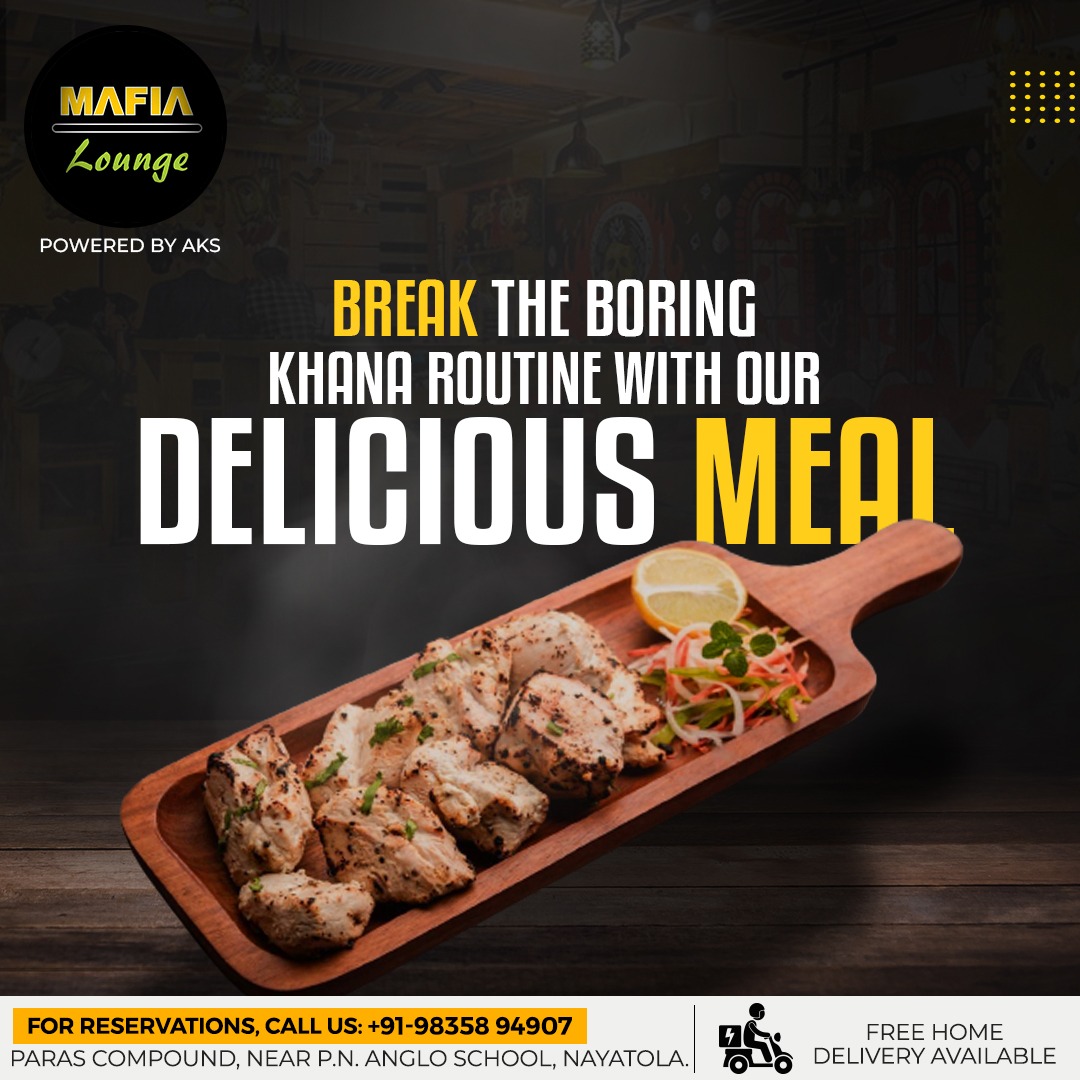 MAFIA
Lounge
POWERED BY AKS
BREAK THE BORING
KHANA ROUTINE WITH OUR
DELICIOUS MEAL
FOR RESERVATIONS, CALL US: +91-98358 94907
PARAS COMPOUND, NEAR P.N. ANGLO SCHOOL, NAYATOLA.
FREE HOME
DELIVERY AVAILABLE